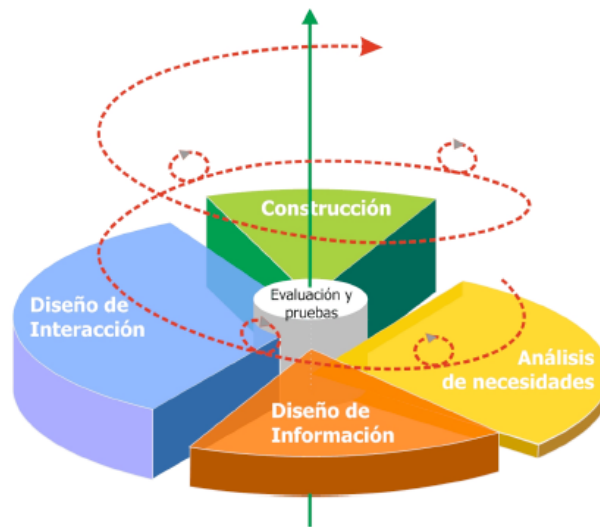 Construcción
Evaluación y
pruebas
Diseño de
Interacción
Análisis
de necesidades
Diseño de
Información